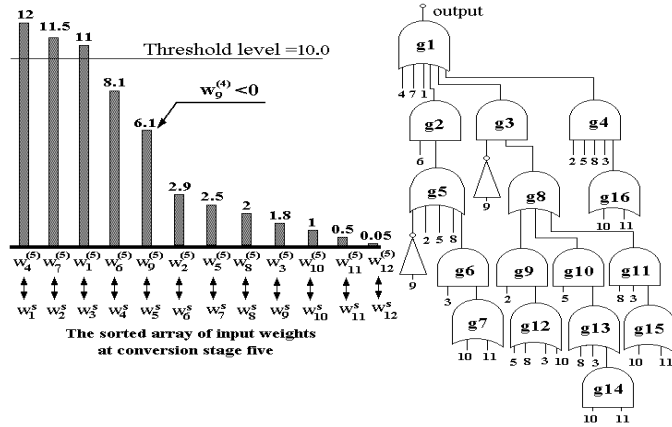 12
11.5
11
Threshold level =10.0
8.1
w9(4) <0
6.1
2.9
2.5
2
1.8
1
0.5
0.05
w4(5) w7(5) w1(5) w6(5) w9(5) w2(5) w5(5) w8(5) w3(5) w10(5) w11(5) w12(5)
w1s w2s w3s w4s w5s w6s w7s w8s w9s w10s w11s w12s
The sorted array of input weights
at conversion stage five
output
g1
4 7 1
g2 g3 g4
6
2 5 8 3
g5
9
g8
g16
10 11
2 5 8
9
g6 g9 g10 g11
3
2
5
8 3
g7 g12 g13 g15
10 11
5 8 3 10
8 3
10 11
g14
10 11